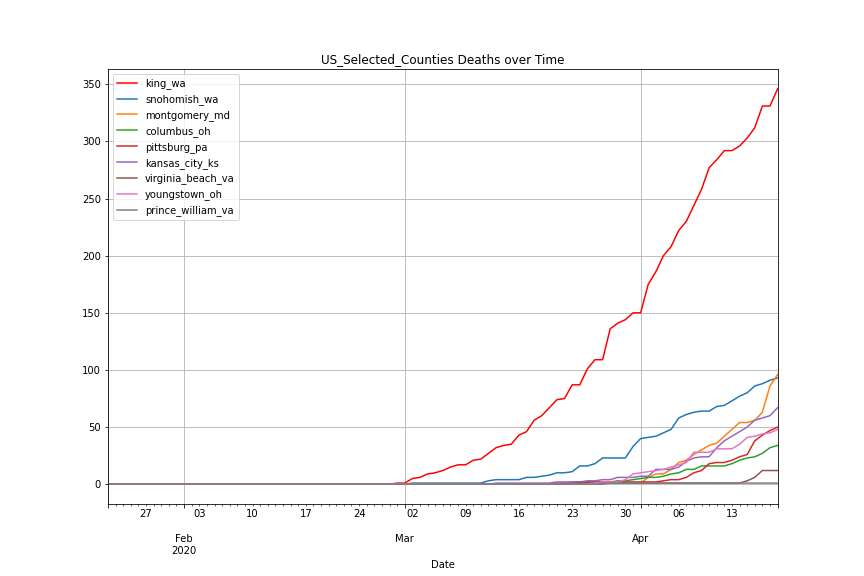 US_Selected_Counties Deaths over Time
king_wa
snohomish_wa
montgomery_md
columbus_oh
pittsburg_pa
kansas_city_ks
virginia_beach_va
youngstown_oh
prince_william_va
350
300
250
200
150
100
50
0
27 03 10 17 24 02 09 16 23 30 06 13
Feb Mar Apr
2020
Date